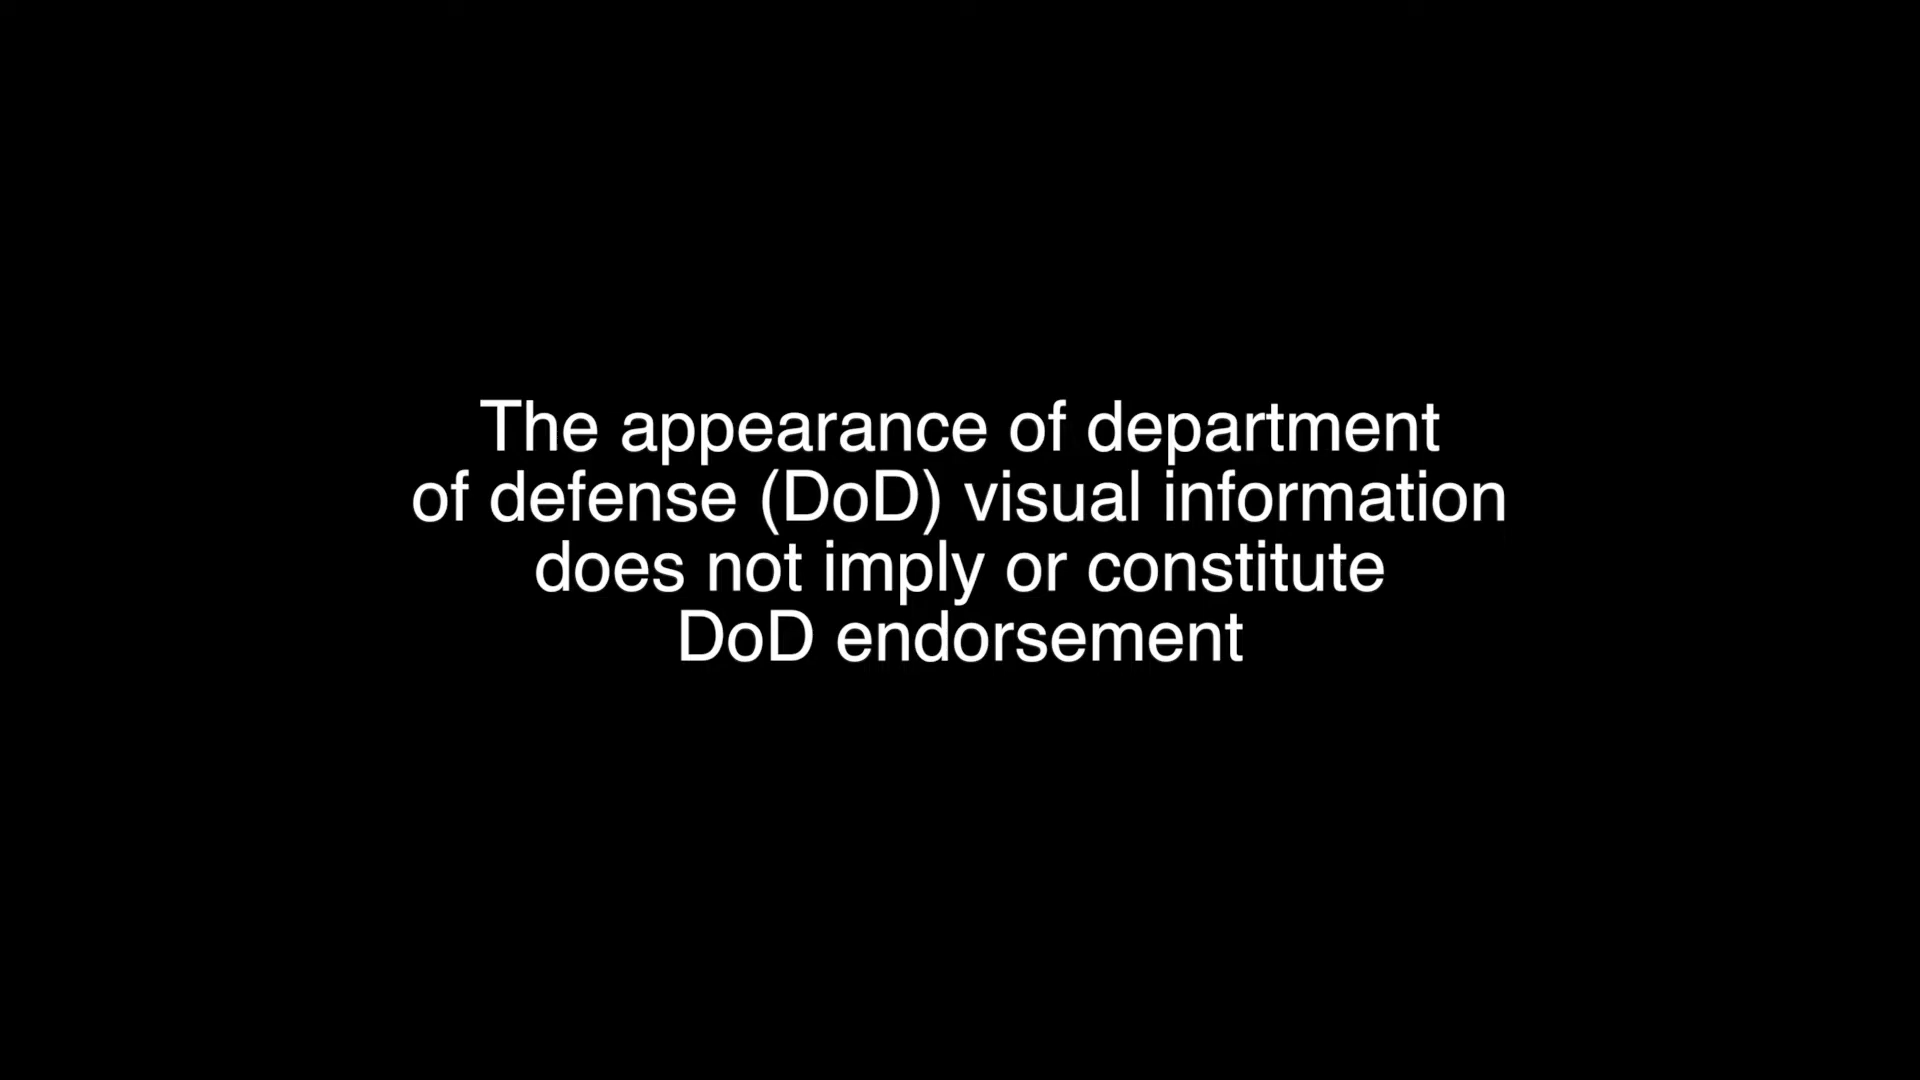 The appearance of department
of defense (DoD) visual information
does not imply or constitute
DoD endorsement